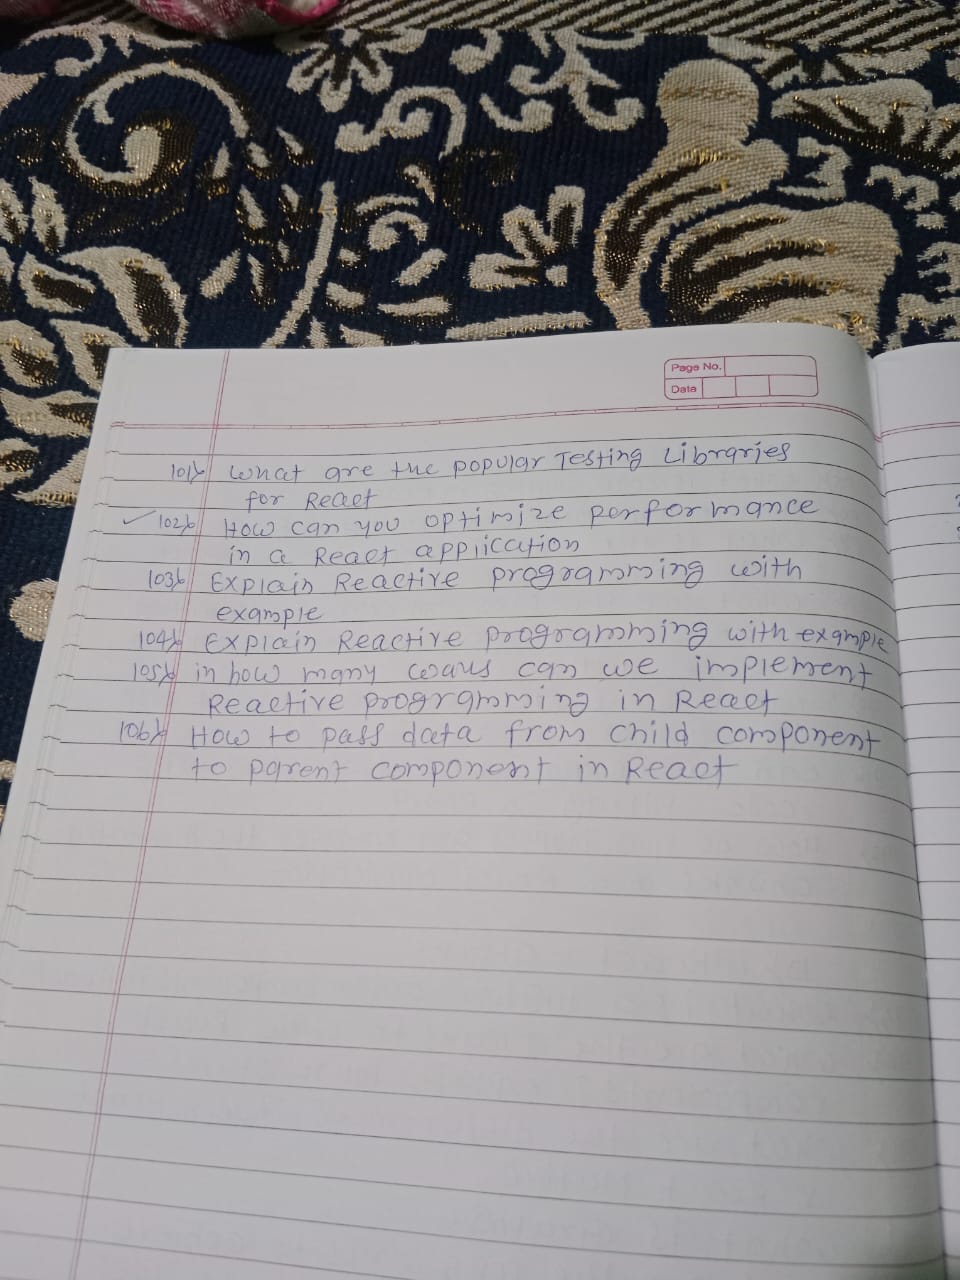 Page No.
Date
101) What are the popular Testing Libraries
for React
102) How can you optimize performance
in a React application
103) Explain Reactive programming with
example
104) Explain Reactive programming with example
105) in how many ways can we implement
Reactive programming in React
106) How to pass data from child component
to parent component in React